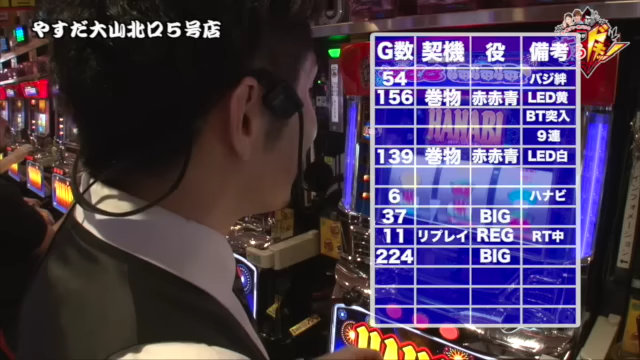 やすだ大山北口5号店
G数 契機 役 備考
54 バジ絆
156 巻物 赤赤青 LED黄
BT突入
9連
139 巻物 赤赤青 LED白
6 ハナビ
37 BIG
11 リプレイ REG RT中
224 BIG
HANABI